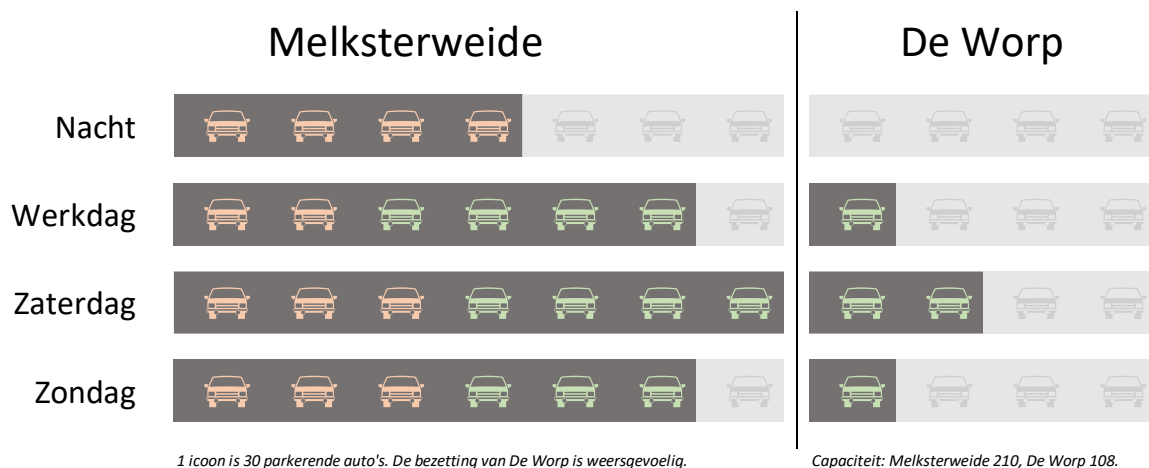 Melksterweide
De Worp
Nacht
Werkdag
Zaterdag
Zondag
1 icoon is 30 parkerende auto's. De bezetting van De Worp is weersgevoelig.
Capaciteit: Melksterweide 210, De Worp 108.